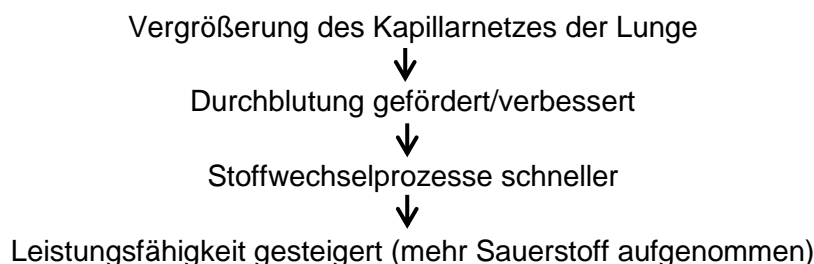 Vergrößerung des Kapillarnetzes der Lunge
Durchblutung gefördert/verbessert
Stoffwechselprozesse schneller
Leistungsfähigkeit gesteigert (mehr Sauerstoff aufgenommen)